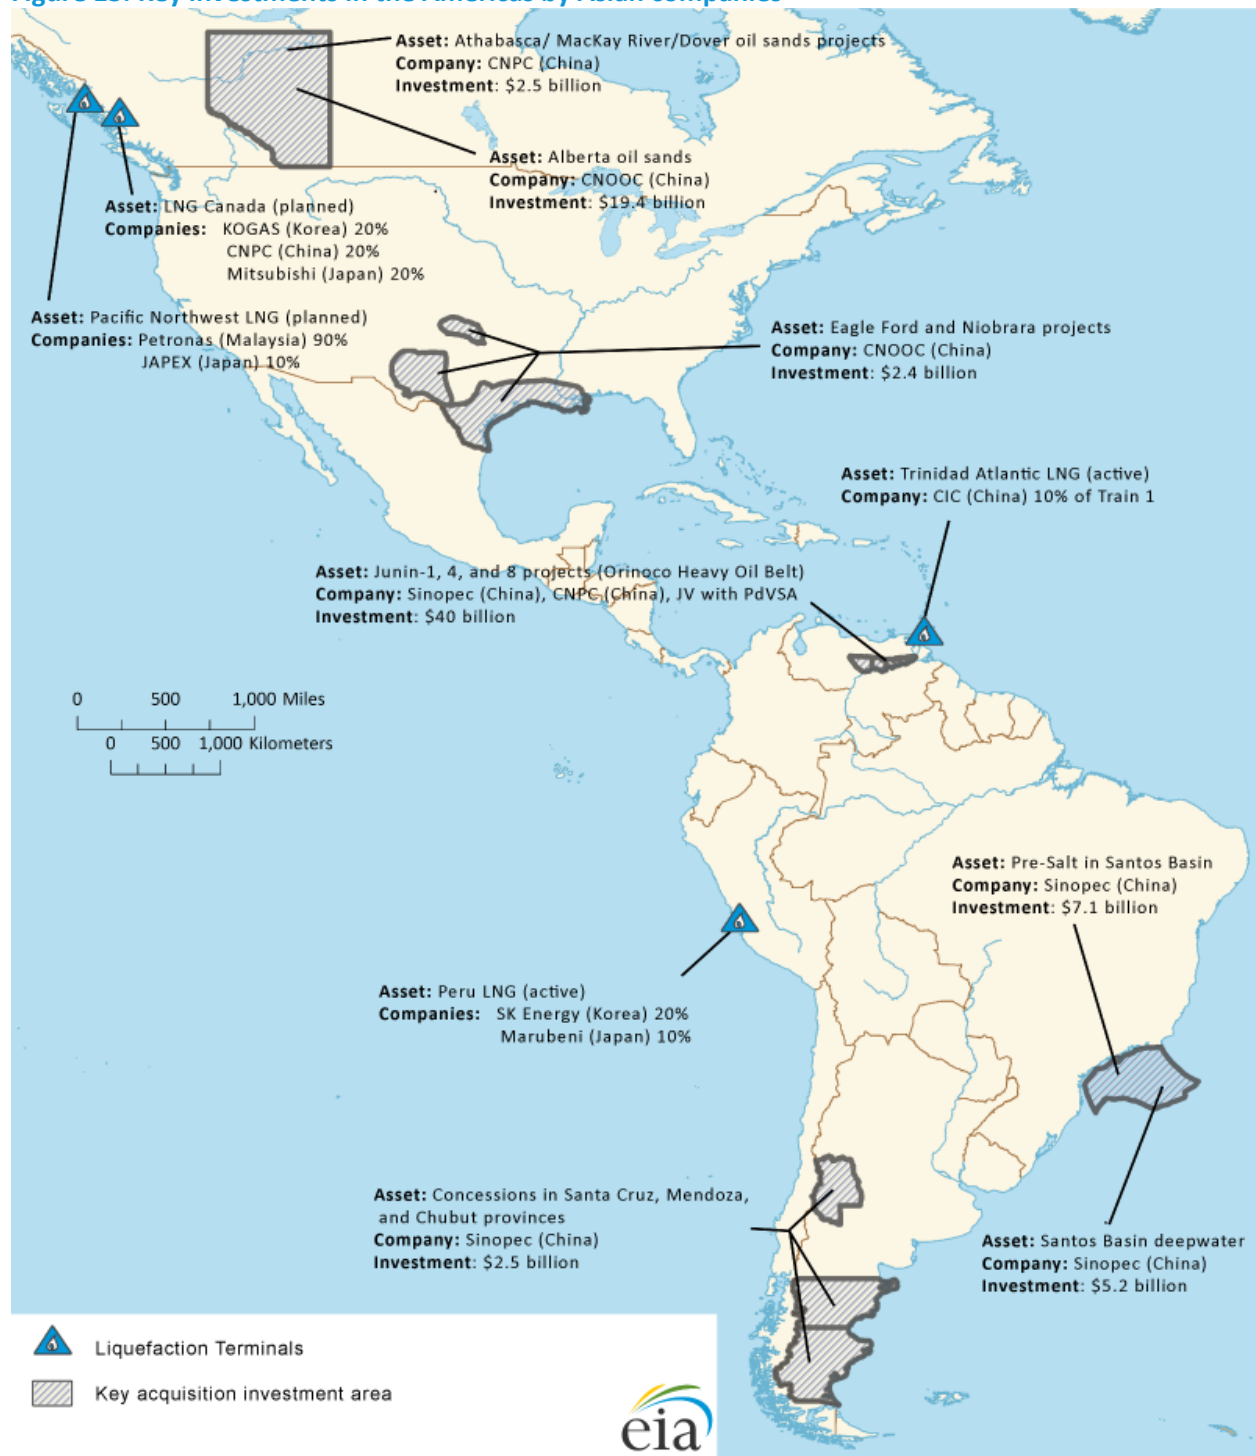 Asset: Athabasca/ MacKay River/Dover oil sands projects
Company: CNPC (China)
Investment: $2.5 billion
Asset: Alberta oil sands
Company: CNOOC (China)
Investment: $19.4 billion
Asset: LNG Canada (planned)
Companies: KOGAS (Korea) 20%
CNPC (China) 20%
Mitsubishi (Japan) 20%
Asset: Pacific Northwest LNG (planned)
Companies: Petronas (Malaysia) 90%
JAPEX (Japan) 10%
Asset: Eagle Ford and Niobrara projects
Company: CNOOC (China)
Investment: $2.4 billion
Asset: Trinidad Atlantic LNG (active)
Company: CIC (China) 10% of Train 1
Asset: Junin-1, 4, and 8 projects (Orinoco Heavy Oil Belt)
Company: Sinopec (China), CNPC (China), JV with PdVSA
Investment: $40 billion
0 500 1,000 Miles
0 500 1,000 Kilometers
Asset: Pre-Salt in Santos Basin
Company: Sinopec (China)
Investment: $7.1 billion
Asset: Peru LNG (active)
Companies: SK Energy (Korea) 20%
Marubeni (Japan) 10%
Asset: Concessions in Santa Cruz, Mendoza,
and Chubut provinces
Company: Sinopec (China)
Investment: $2.5 billion
Asset: Santos Basin deepwater
Company: Sinopec (China)
Investment: $5.2 billion
Liquefaction Terminals
Key acquisition investment area
eia